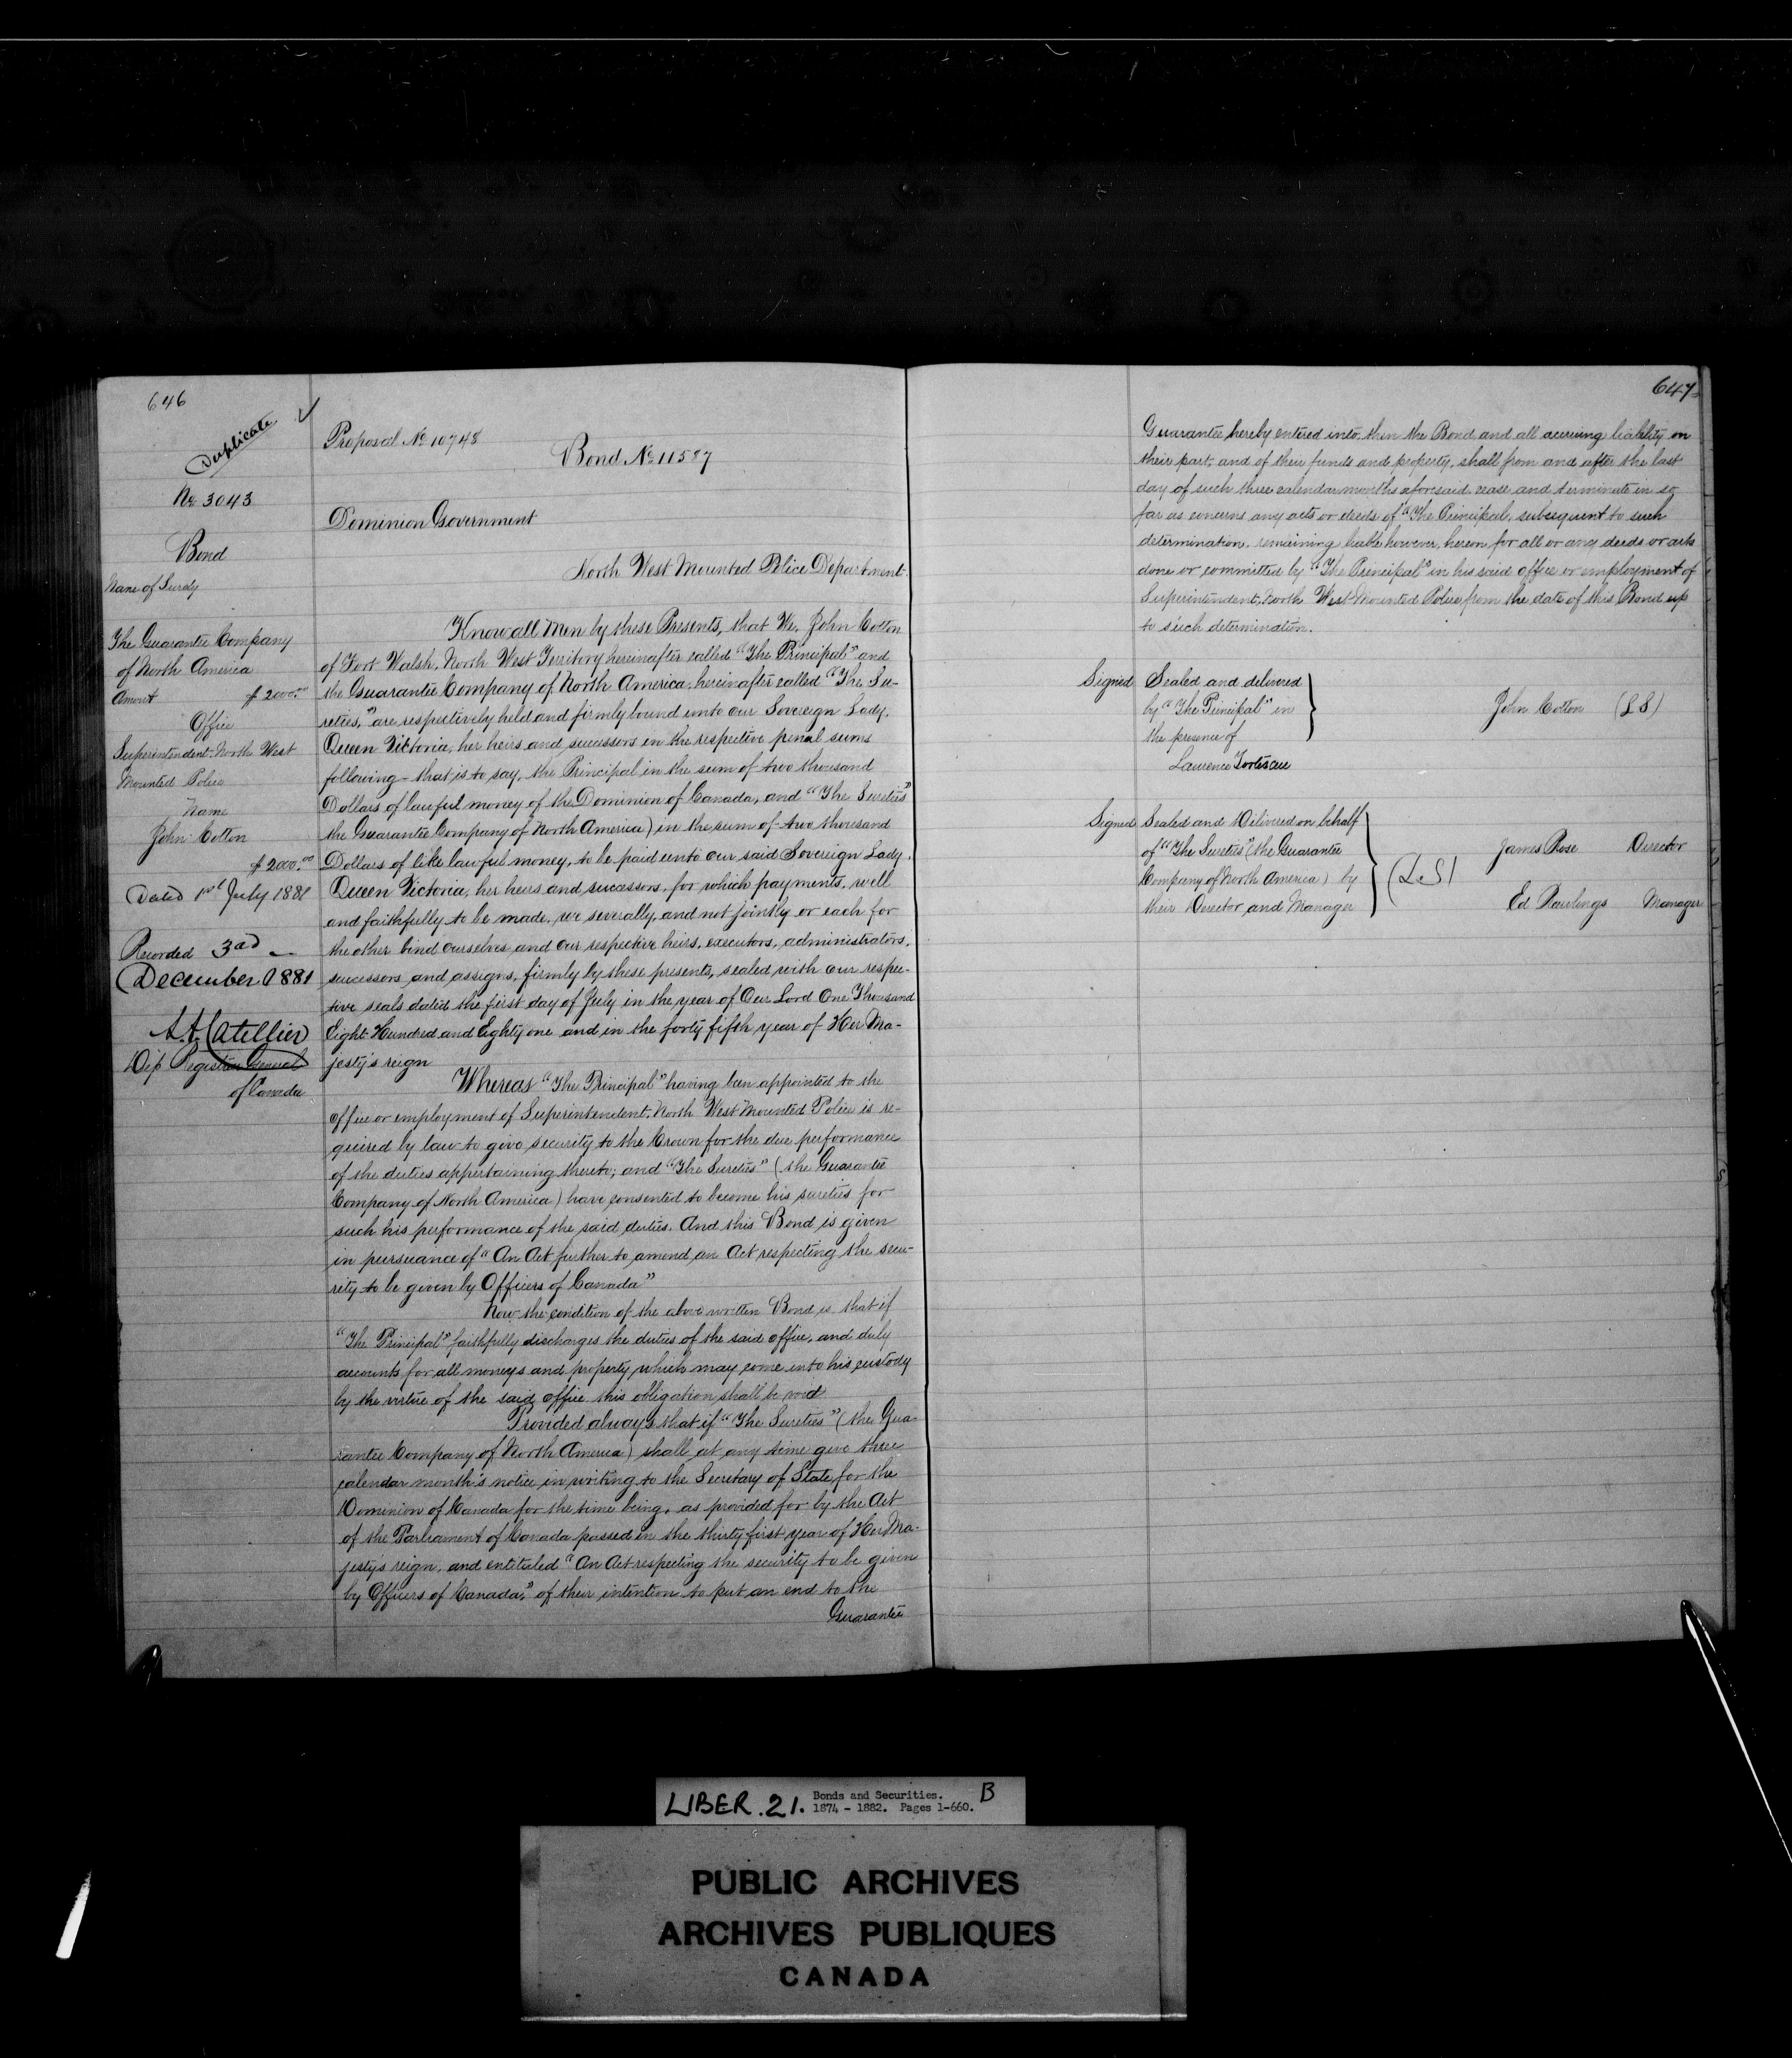 646
Duplicate
No 3043
Bond
Name of Surety
The Guarantee Company
of North America
Amont $2000.00
Office
Superintendent North West
Mounted Police
Name
John Cotton
$2000.00
Dated 1st July 1881
Recorded 3rd
December 1881
Dep Registrar General
of Canada
Proposal No 10748
Bond No 11587
Dominion Government
North West Mounted Police Department.
Know all Men by these Presents, that We, John Cotton
of Fort Walsh, North West Territory hereinafter called "The Principal" and
the Guarantee Company of North America, hereinafter called "The Su-
reties," are respectively held and firmly bound unto our Sovereign Lady,
Queen Victoria, her heirs and successors in the respective penal sums
following - that is to say, the Principal in the sum of two thousand
Dollars of lawful money of the Dominion of Canada, and "The Sureties"
the Guarantee Company of North America) in the sum of two thousand
Dollars of like lawful money, to be paid unto our said Sovereign Lady,
Queen Victoria, her heirs and successors, for which payments, well
and faithfully to be made, we severally, and not jointly or each for
the other bind ourselves and our respective heirs, executors, administrators,
successors and assigns, firmly by these presents, sealed with our respec-
tive seals dated the first day of July in the year of Our Lord One Thousand
Eight Hundred and Eighty one and in the forty fifth year of Her Ma-
jesty's reign
Whereas "The Principal" having been appointed to the
office or employment of Superintendent, North West Mounted Police is re-
quired by law to give security to the Crown for the due performance
of the duties appertaining thereto; and "The Sureties" (the Guarantee
Company of North America) have consented to become his sureties for
such his performance of the said duties. And this Bond is given
in pursuance of "An Act further to amend an Act respecting the secu-
rity to be given by Officers of Canada"
Now the condition of the above written Bond is that if
"The Principal" faithfully discharges the duties of the said office, and duly
accounts for all moneys and property which may come into his custody
by the virtue of the said office this obligation shall be void
Provided always that if "The Sureties" (the Gua-
rantee Company of North America) shall at any time give three
calendar month's notice in writing to the Secretary of State for the
Dominion of Canada for the time being, as provided for by the Act
of the Parliament of Canada passed in the thirty first year of Her Ma-
jesty's reign, and entituled "An Act respecting the security to be given
by Officers of Canada," of their intention to put an end to the
Guarantee
647
Guarantee hereby entered into, then the Bond and all accruing liability on
their part, and of their funds and property, shall from and after the last
day of such three calendar months aforesaid cease and terminate in so
far as concerns any acts or deeds of "The Principal, subsequent to such
determination, remaining liable however, hereon, for all or any deeds or acts
done or committed by "The Principal" in his said office or employment of
Superintendent, North West Mounted Police from the date of this Bond up
to such determination.
Signed Sealed and delivered
by "The Principal" in
the presence of
Laurence Fortescue
John Cotton (LS)
Signed Sealed and Delivered on behalf
of "The Sureties" (the Guarantee
Company of North America) by
their Director and Manager
(L.S)
James Rose Director
Ed Rawlings Manager
LIBER.21. Bonds and Securities. B
1874 - 1882. Pages 1-660.
PUBLIC ARCHIVES
ARCHIVES PUBLIQUES
CANADA